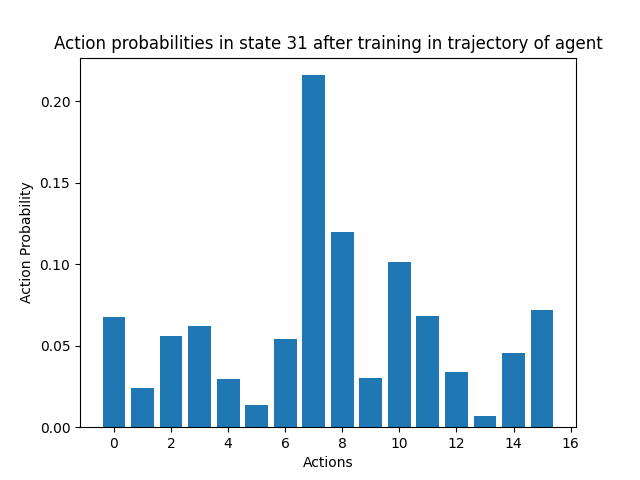 Action probabilities in state 31 after training in trajectory of agent
0.20
0.15
0.10
0.05
0.00
Action Probability
0 2 4 6 8 10 12 14 16
Actions